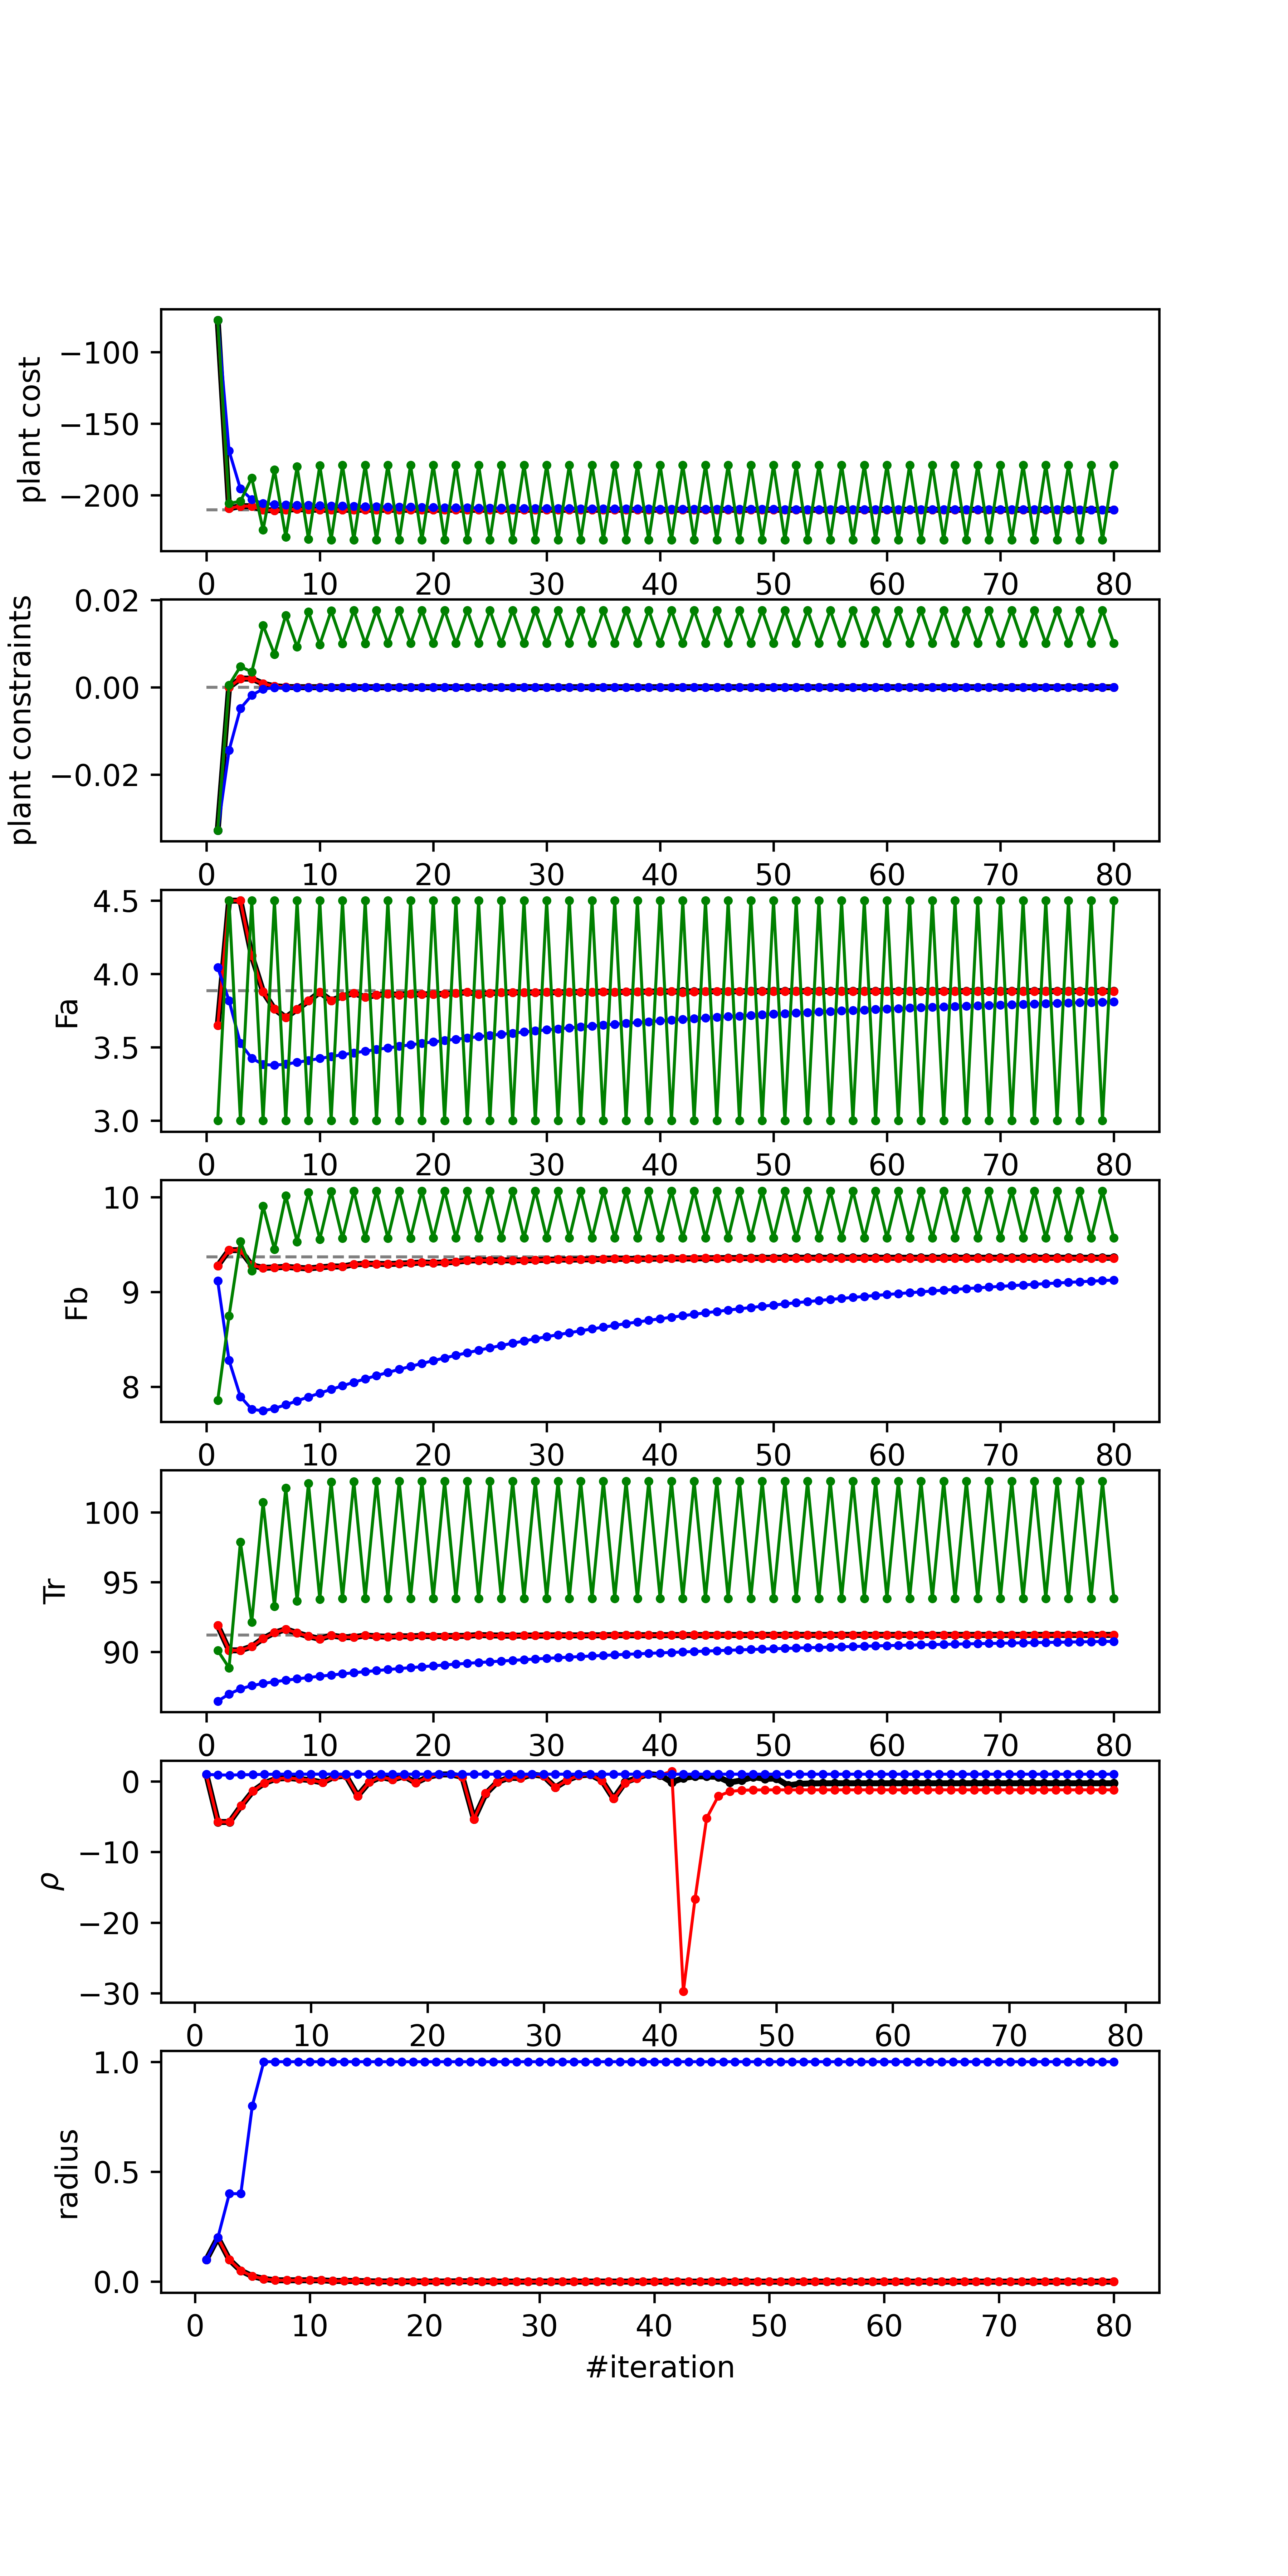 plant cost
−100
−150
−200
0 10 20 30 40 50 60 70 80
plant constraints
0.02
0.00
−0.02
0 10 20 30 40 50 60 70 80
Fa
4.5
4.0
3.5
3.0
0 10 20 30 40 50 60 70 80
Fb
10
9
8
0 10 20 30 40 50 60 70 80
Tr
100
95
90
0 10 20 30 40 50 60 70 80
ρ
0
−10
−20
−30
0 10 20 30 40 50 60 70 80
radius
1.0
0.5
0.0
0 10 20 30 40 50 60 70 80
#iteration